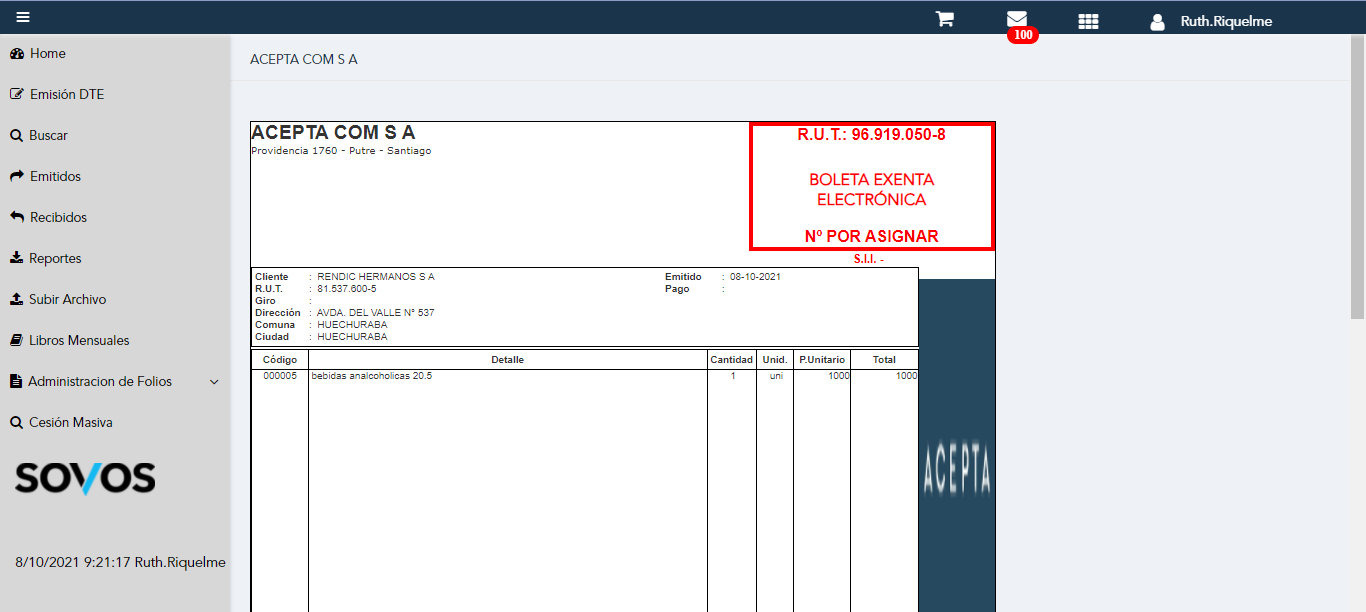 Ruth.Riquelme
100
Home
Emisión DTE
Buscar
Emitidos
Recibidos
Reportes
Subir Archivo
Libros Mensuales
Administracion de Folios
Cesión Masiva
SOVOS
8/10/2021 9:21:17 Ruth.Riquelme
ACEPTA COM S A
ACEPTA COM S A
Providencia 1760 - Putre - Santiago
R.U.T.: 96.919.050-8
BOLETA EXENTA
ELECTRÓNICA
Nº POR ASIGNAR
S.I.I. -
Cliente : RENDIC HERMANOS S A Emitido : 08-10-2021
R.U.T. : 81.537.600-5 Pago :
Giro :
Dirección : AVDA. DEL VALLE N° 537
Comuna : HUECHURABA
Ciudad : HUECHURABA
Código Detalle Cantidad Unid. P.Unitario Total
000005 bebidas analcoholicas 20.5 1 uni 1000 1000
ACEPTA